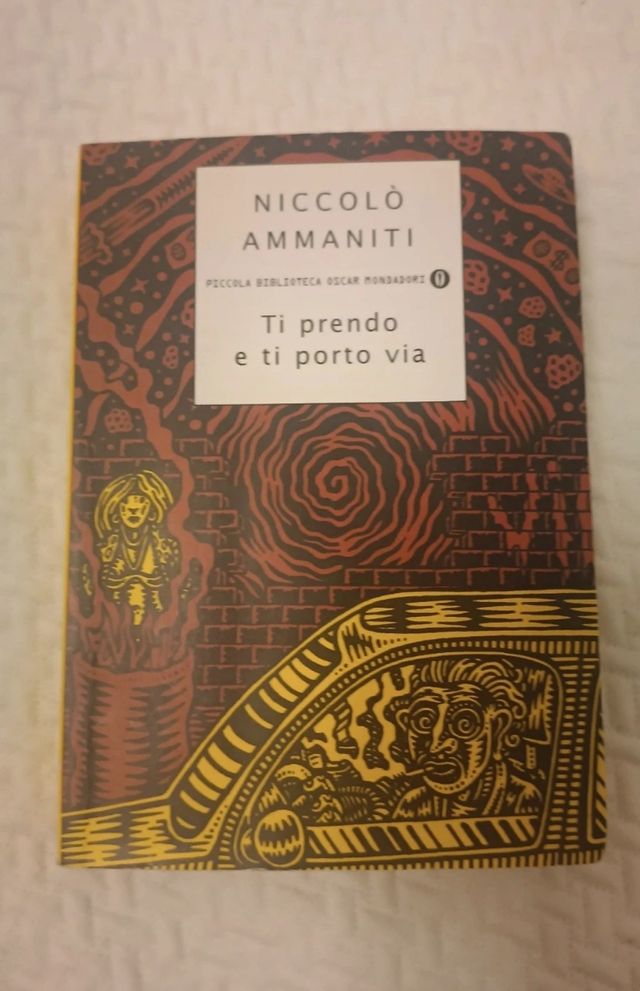 NICCOLÒ
AMMANITI
PICCOLA BIBLIOTECA OSCAR MONDADORI
Ti prendo
e ti porto via